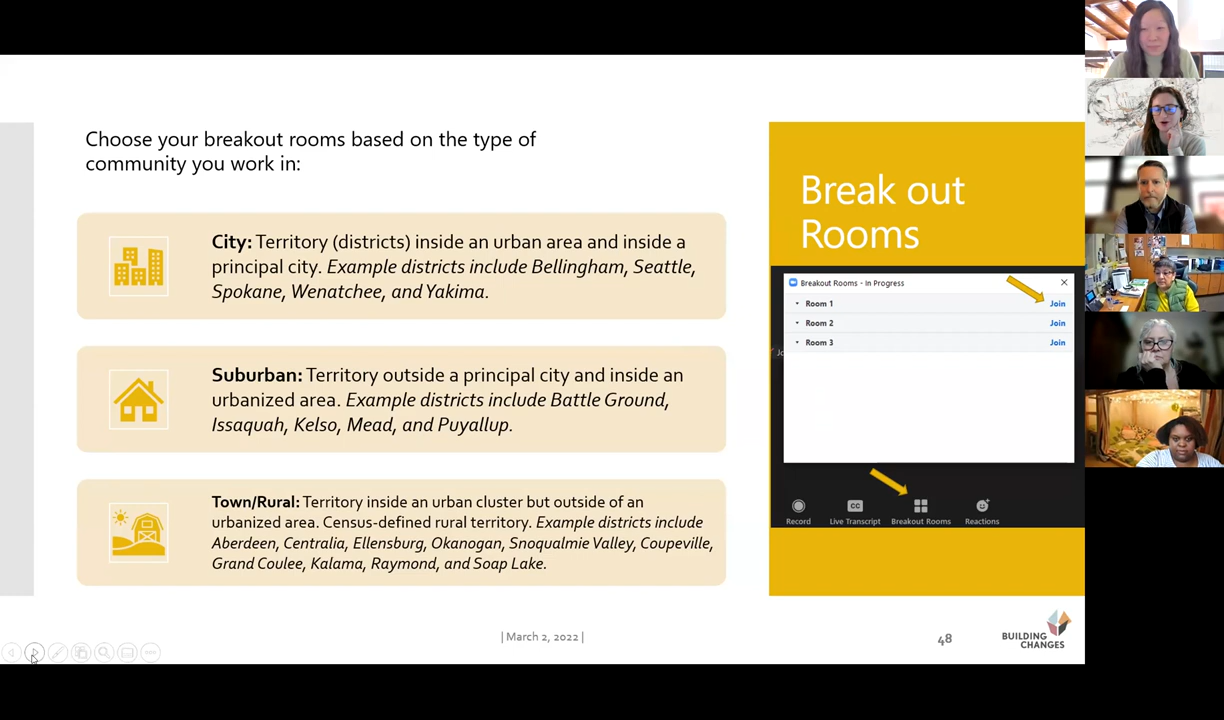 Choose your breakout rooms based on the type of
community you work in:
City: Territory (districts) inside an urban area and inside a
principal city. Example districts include Bellingham, Seattle,
Spokane, Wenatchee, and Yakima.
Suburban: Territory outside a principal city and inside an
urbanized area. Example districts include Battle Ground,
Issaquah, Kelso, Mead, and Puyallup.
Town/Rural: Territory inside an urban cluster but outside of an
urbanized area. Census-defined rural territory. Example districts include
Aberdeen, Centralia, Ellensburg, Okanogan, Snoqualmie Valley, Coupeville,
Grand Coulee, Kalama, Raymond, and Soap Lake.
Break out
Rooms
Breakout Rooms - In Progress
Room 1 Join
Room 2 Join
Room 3 Join
CC
Record Live Transcript Breakout Rooms Reactions
| March 2, 2022 |
48
BUILDING
CHANGES